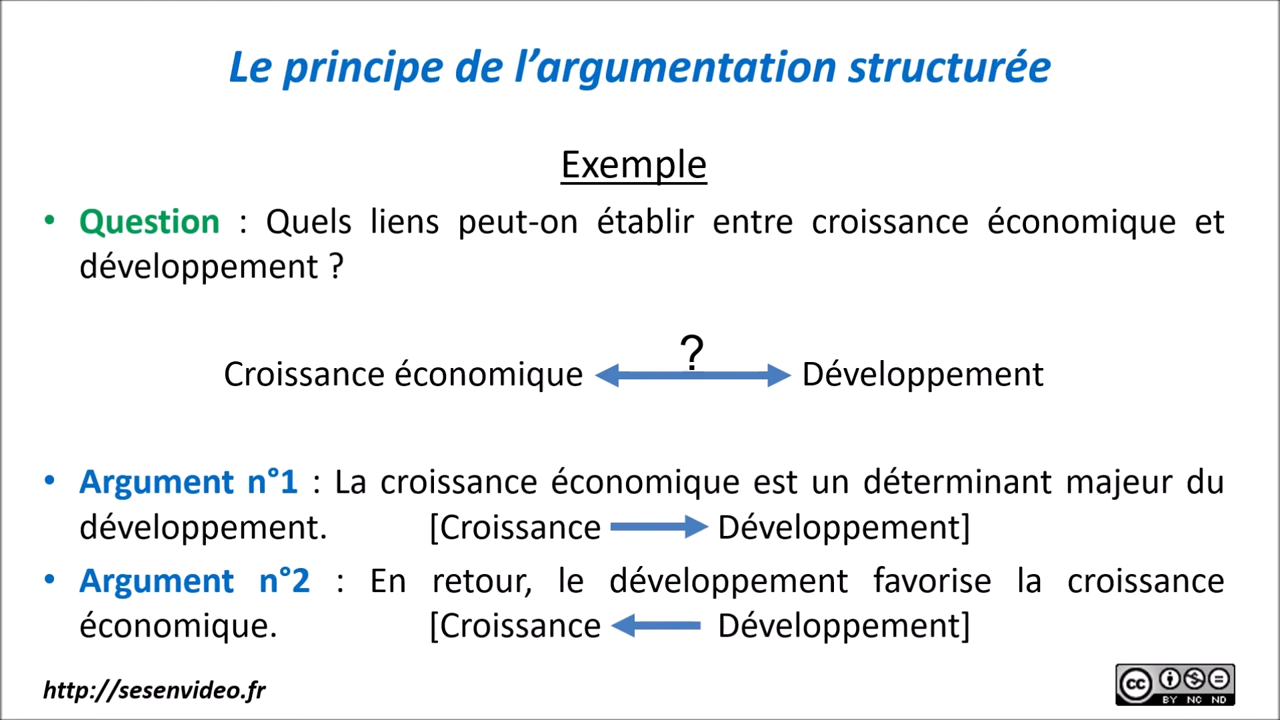 Le principe de l’argumentation structurée
Exemple
• Question : Quels liens peut-on établir entre croissance économique et
développement ?
?
Croissance économique Développement
• Argument n°1 : La croissance économique est un déterminant majeur du
développement. [Croissance Développement]
• Argument n°2 : En retour, le développement favorise la croissance
économique. [Croissance Développement]
http://sesenvideo.fr
cc
BY NC ND